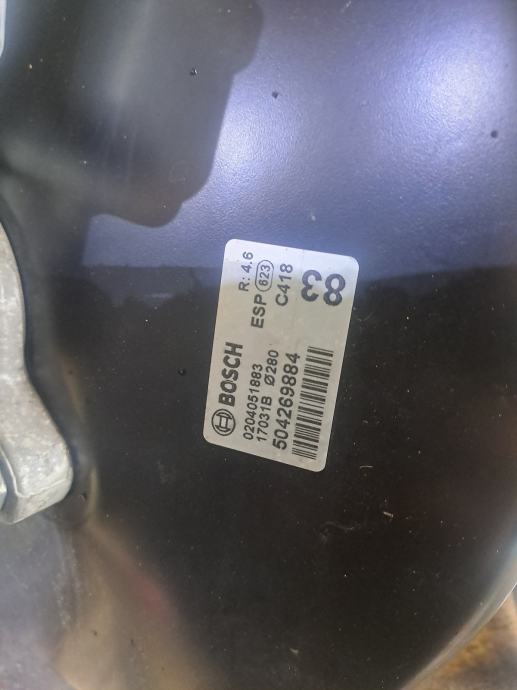 BOSCH
R: 4.6
0204051883
ESP 623
17031B Ø280
C418
504269884
83